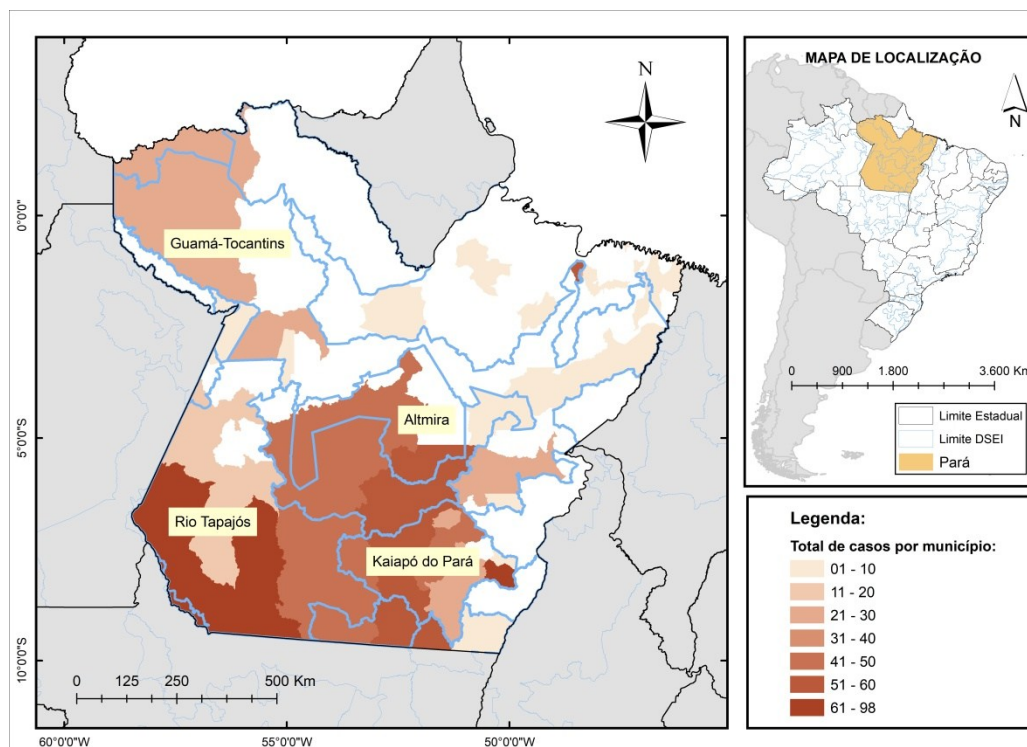 N
0°0'0"
5°0'0"S
10°0'0"S
Guamá-Tocantins
Altmira
Rio Tapajós
Kaiapó do Pará
0 125 250 500 Km
60°0'0"W 55°0'0"W 50°0'0"W
MAPA DE LOCALIZAÇÃO
N
0 900 1.800 3.600 Km
Limite Estadual
Limite DSEI
Pará
Legenda:
Total de casos por município:
01 - 10
11 - 20
21 - 30
31 - 40
41 - 50
51 - 60
61 - 98